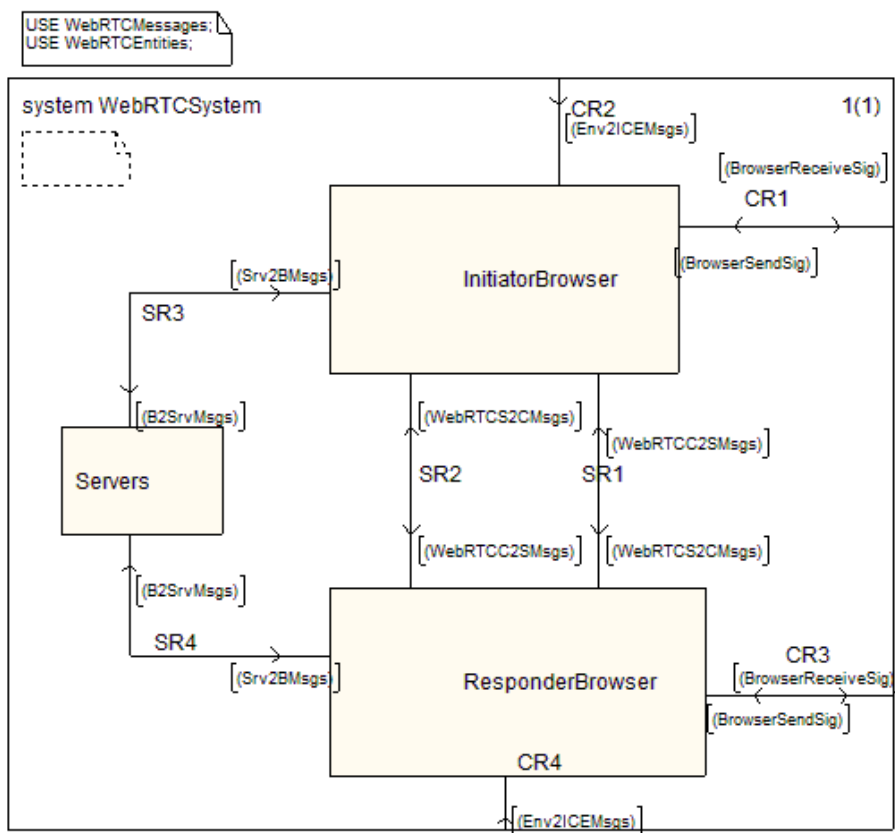 USE WebRTCMessages;
USE WebRTCEntities;
system WebRTCSystem
1(1)
CR2
[(Env2ICEMsgs)]
[(BrowserReceiveSig)]
CR1
[(BrowserSendSig)]
InitiatorBrowser
[(Srv2BMsgs)]
SR3
[(B2SrvMsgs)]
[(WebRTCS2CMsgs)]
[(WebRTCC2SMsgs)]
Servers
SR2
SR1
[(WebRTCC2SMsgs)]
[(WebRTCS2CMsgs)]
[(B2SrvMsgs)]
SR4
[(Srv2BMsgs)]
ResponderBrowser
CR3
[(BrowserReceiveSig)]
[(BrowserSendSig)]
CR4
[(Env2ICEMsgs)]